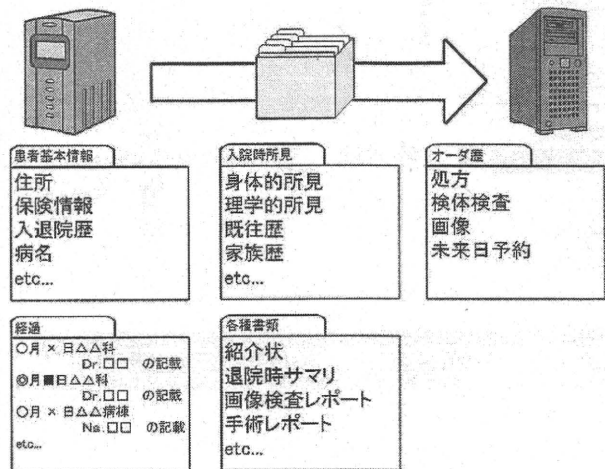 患者基本情報
住所
保険情報
入退院歴
病名
etc...
入院時所見
身体的所見
理学的所見
既往歴
家族歴
etc...
オーダ歴
処方
検体検査
画像
未来日予約
経過
○月 × 日△△科
Dr.□□ の記載
◎月■日△△科
Dr.□□ の記載
○月 × 日△△病棟
Ns.□□ の記載
etc...
各種書類
紹介状
退院時サマリ
画像検査レポート
手術レポート
etc...